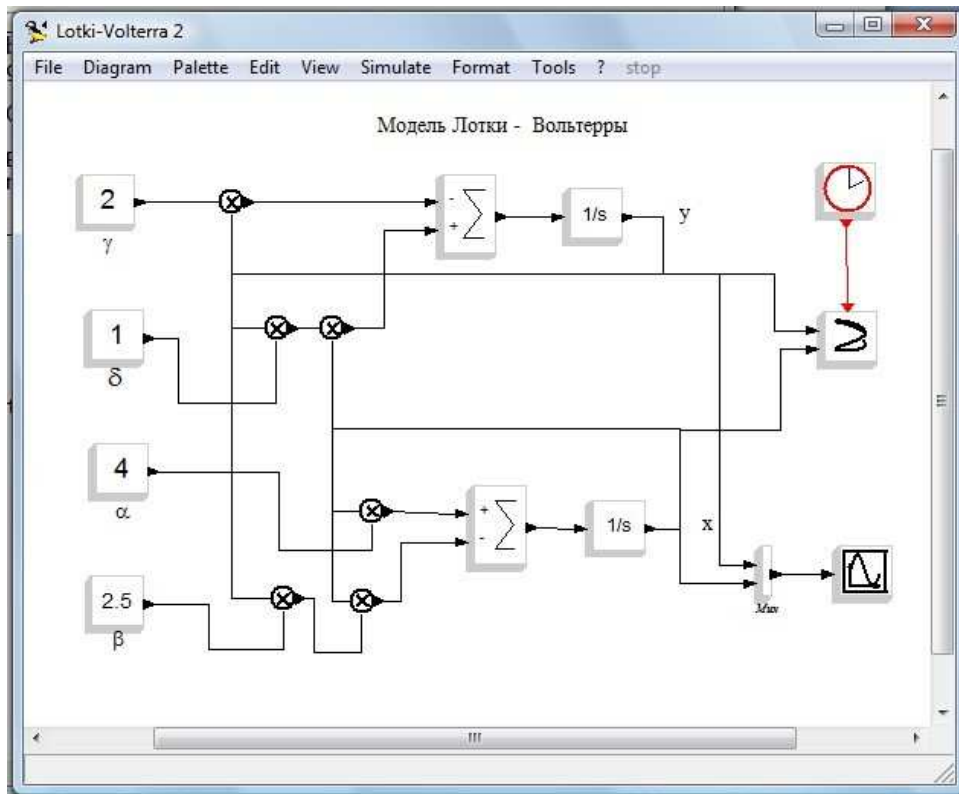 Lotki-Volterra 2
File Diagram Palette Edit View Simulate Format Tools ? stop
Модель Лотки - Вольтерры
2
γ
-
+
1/s
y
1
δ
4
α
+
-
1/s
x
2.5
β
Mux